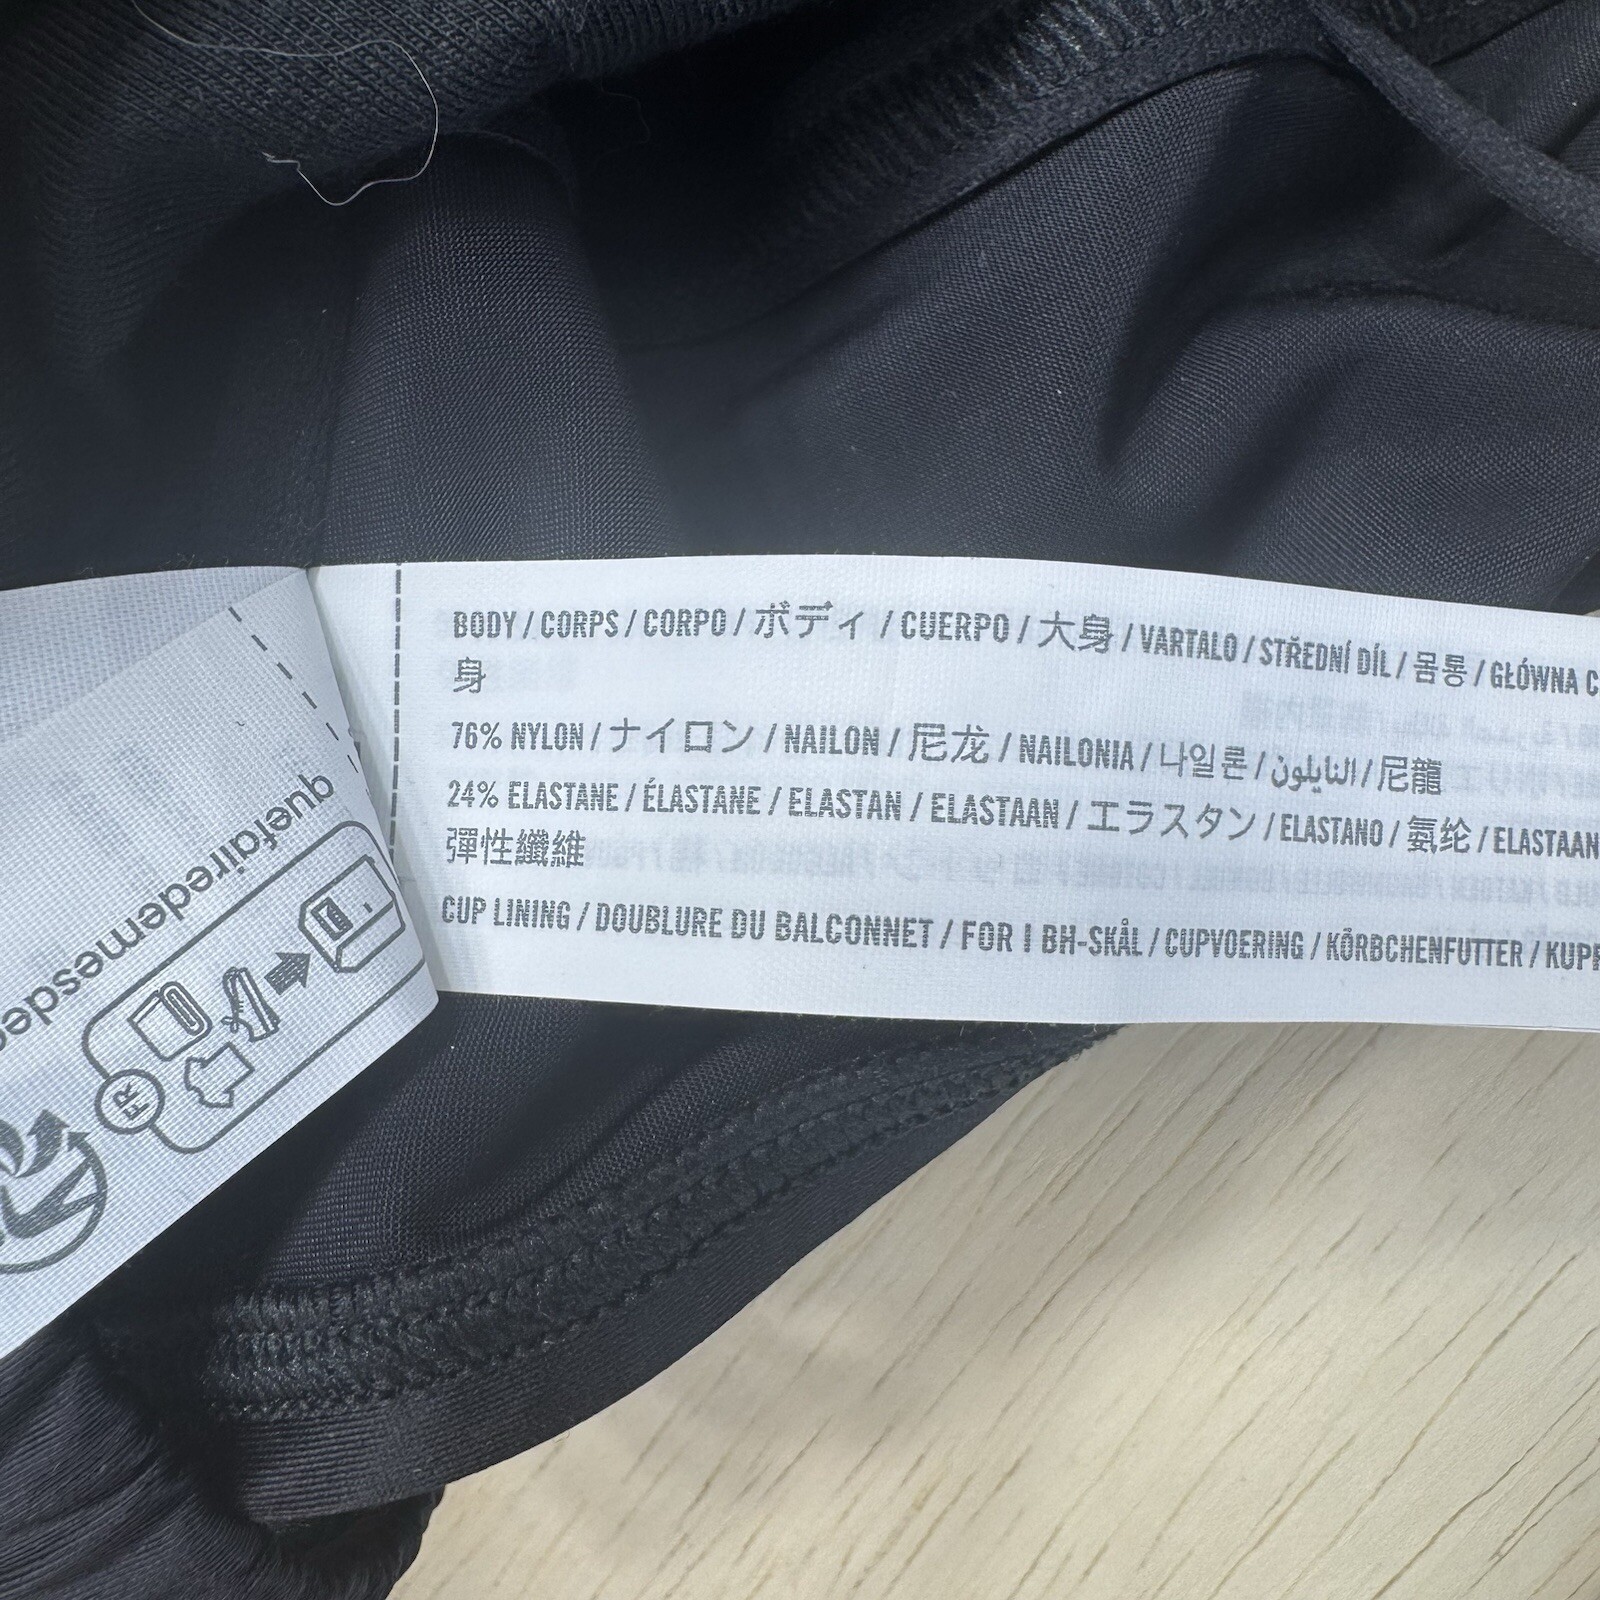 BODY / CORPS / CORPO / ボディ / CUERPO / 大身 / VARTALO / STŘEDNÍ DÍL / 몸통 / GŁÓWNA C
身
76% NYLON / ナイロン / NAILON / 尼龙 / NAILONIA / 나일론 / النايلون / 尼龍
24% ELASTANE / ÉLASTANE / ELASTAN / ELASTAAN / エラスタン / ELASTANO / 氨纶 / ELASTAAN
彈性纖維
CUP LINING / DOUBLURE DU BALCONNET / FOR I BH-SKÅL / CUPVOERING / KÖRBCHENFUTTER / KUPF
quefairedemesde
FR